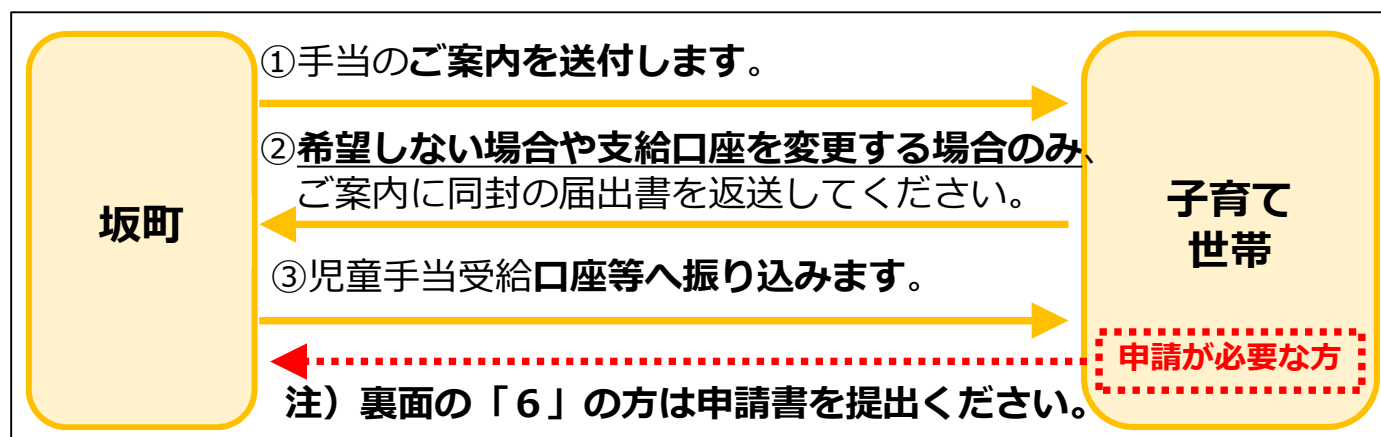 坂町
①手当のご案内を送付します。
②希望しない場合や支給口座を変更する場合のみ、
ご案内に同封の届出書を返送してください。
③児童手当受給口座等へ振り込みます。
注）裏面の「６」の方は申請書を提出ください。
子育て
世帯
申請が必要な方